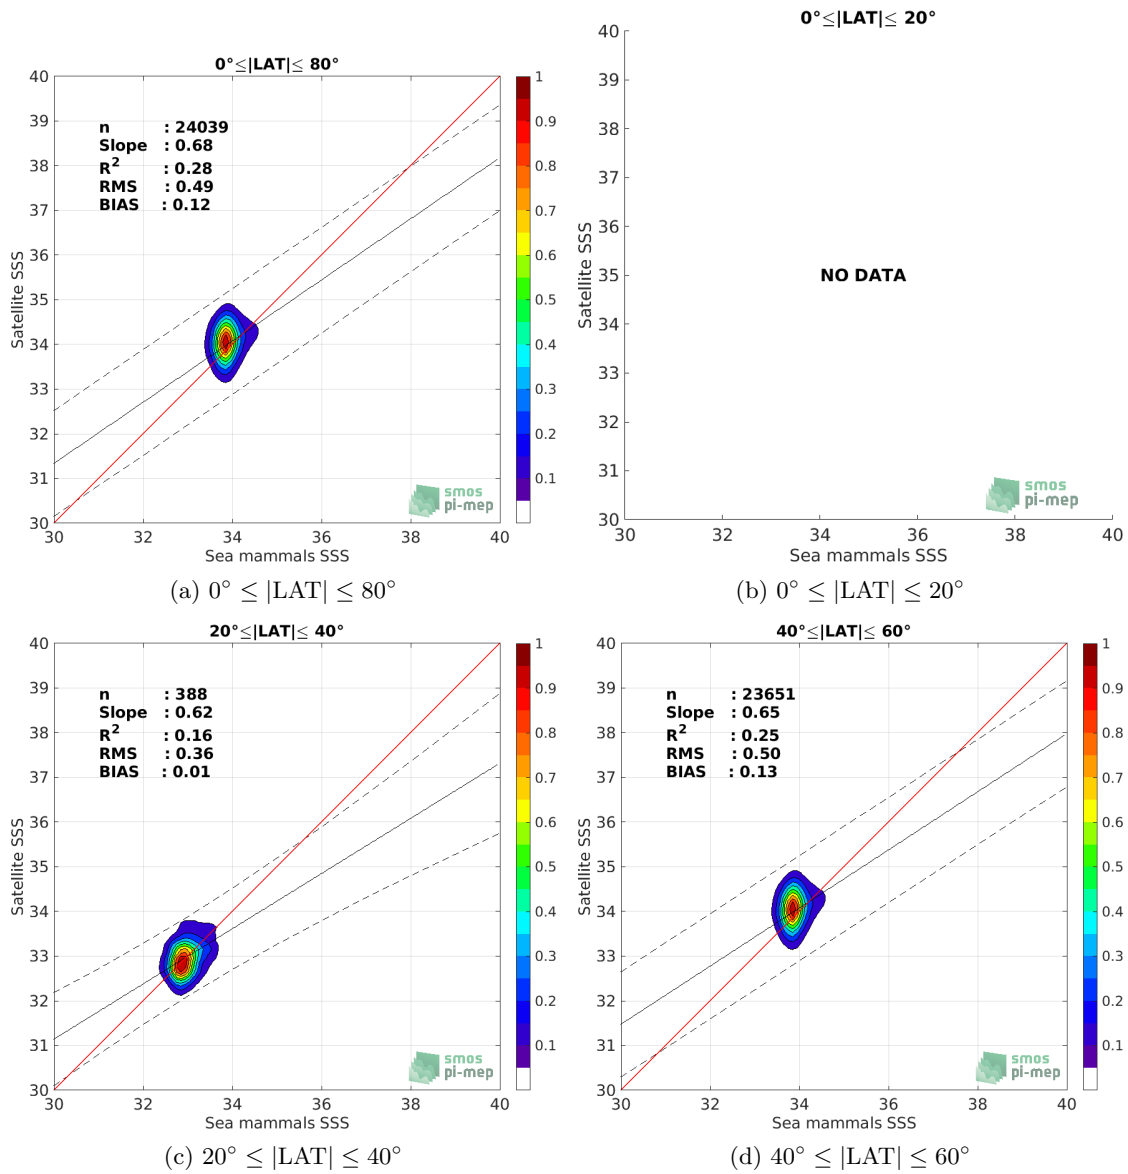 0°≤|LAT|≤ 80°
n : 24039
Slope : 0.68
R2 : 0.28
RMS : 0.49
BIAS : 0.12
40
39
38
37
36
35
34
33
32
31
30
30 32 34 36 38 40
Satellite SSS
Sea mammals SSS
1
0.9
0.8
0.7
0.6
0.5
0.4
0.3
0.2
0.1
smos
pi-mep
(a) 0° ≤ |LAT| ≤ 80°
0°≤|LAT|≤ 20°
40
39
38
37
36
35
34
33
32
31
30
30 32 34 36 38 40
Satellite SSS
NO DATA
Sea mammals SSS
smos
pi-mep
(b) 0° ≤ |LAT| ≤ 20°
20°≤|LAT|≤ 40°
n : 388
Slope : 0.62
R2 : 0.16
RMS : 0.36
BIAS : 0.01
40
39
38
37
36
35
34
33
32
31
30
30 32 34 36 38 40
Satellite SSS
Sea mammals SSS
1
0.9
0.8
0.7
0.6
0.5
0.4
0.3
0.2
0.1
smos
pi-mep
(c) 20° ≤ |LAT| ≤ 40°
40°≤|LAT|≤ 60°
n : 23651
Slope : 0.65
R2 : 0.25
RMS : 0.50
BIAS : 0.13
40
39
38
37
36
35
34
33
32
31
30
30 32 34 36 38 40
Satellite SSS
Sea mammals SSS
1
0.9
0.8
0.7
0.6
0.5
0.4
0.3
0.2
0.1
smos
pi-mep
(d) 40° ≤ |LAT| ≤ 60°